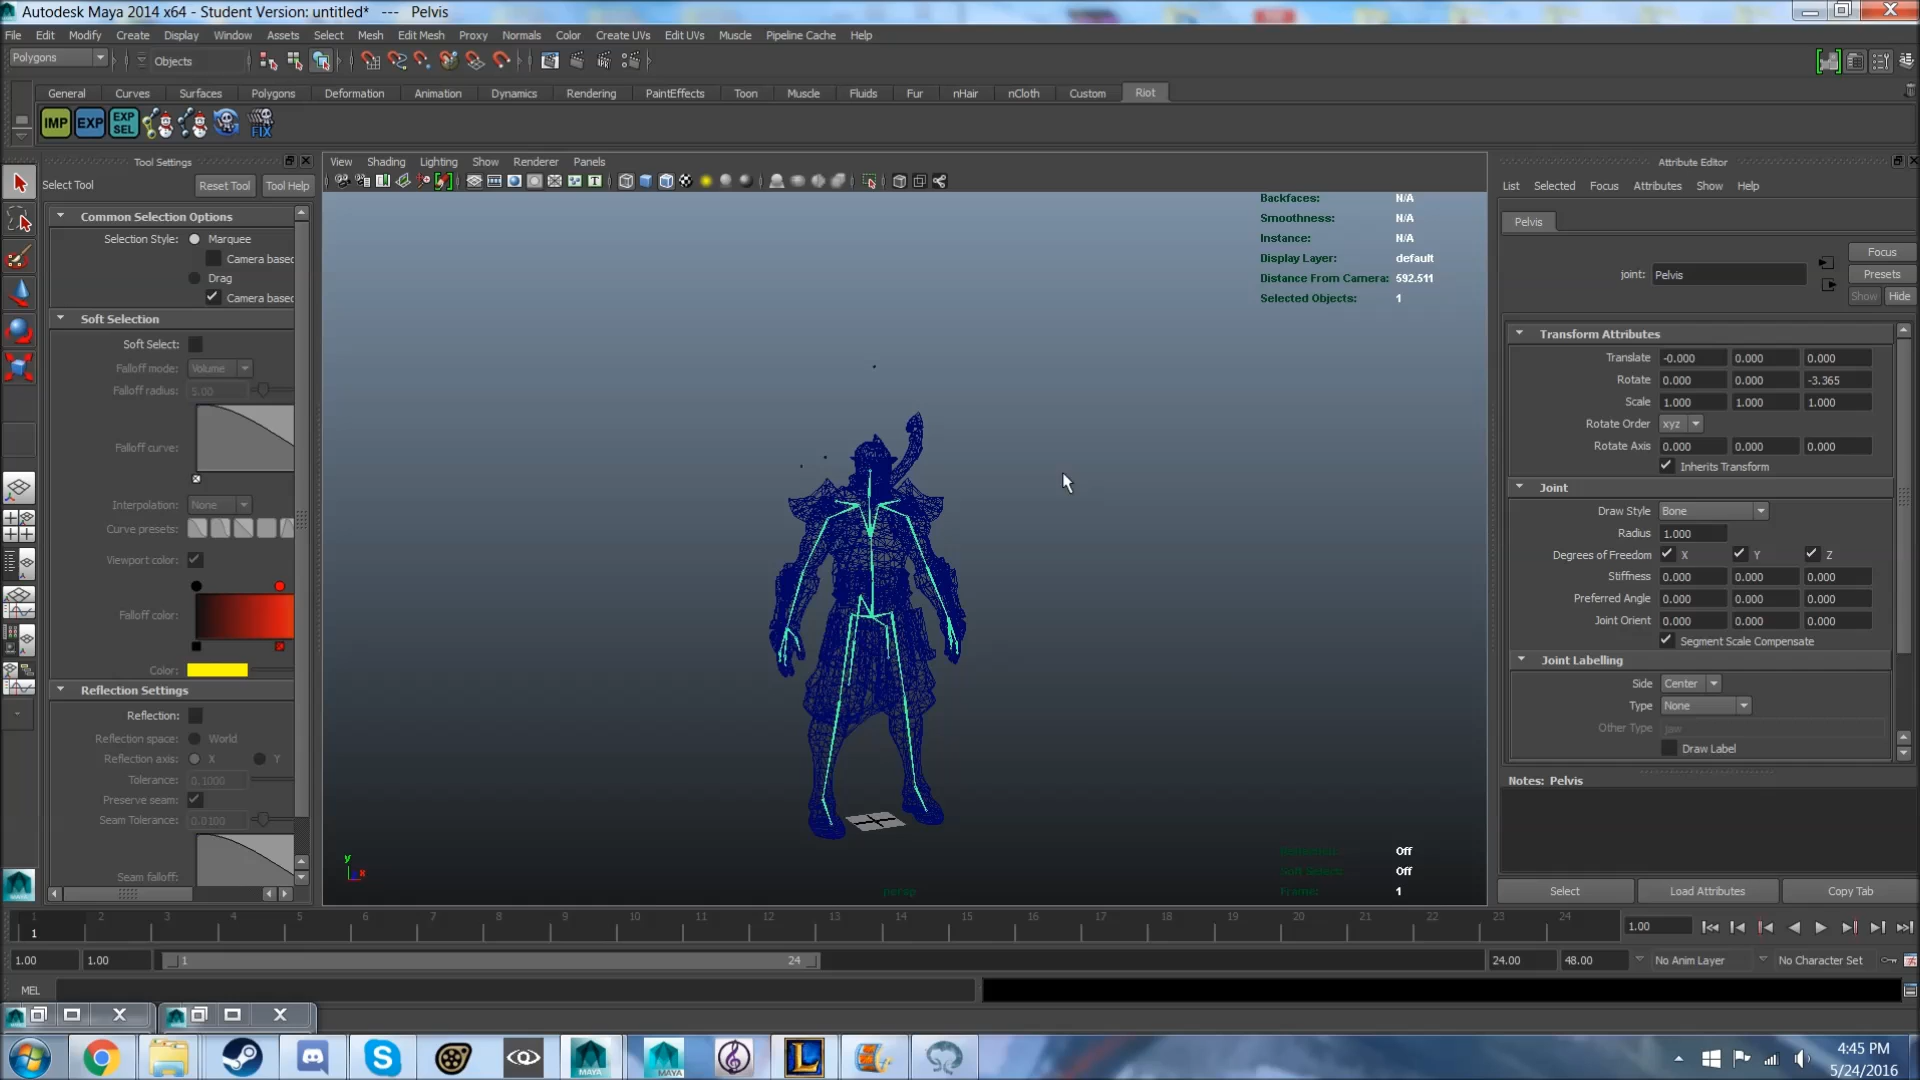 Autodesk Maya 2014 x64 - Student Version: untitled* --- Pelvis
File Edit Modify Create Display Window Assets Select Mesh Edit Mesh Proxy Normals Color Create UVs Edit UVs Muscle Pipeline Cache Help
Polygons Objects
General Curves Surfaces Polygons Deformation Animation Dynamics Rendering PaintEffects Toon Muscle Fluids Fur nHair nCloth Custom Riot
IMP EXP EXP SEL FIX
Tool Settings
Select Tool Reset Tool Tool Help
Common Selection Options
Selection Style: Marquee
Camera basec
Drag
Camera basec
Soft Selection
Soft Select:
Falloff mode: Volume
Falloff radius: 5.00
Falloff curve:
Interpolation: None
Curve presets:
Viewport color:
Falloff color:
Color:
Reflection Settings
Reflection:
Reflection space: World
Reflection axis: X Y
Tolerance: 0.1000
Preserve seam:
Seam Tolerance: 0.0100
Seam falloff:
View Shading Lighting Show Renderer Panels
Backfaces: N/A
Smoothness: N/A
Instance: N/A
Display Layer: default
Distance From Camera: 592.511
Selected Objects: 1
y
x
persp
Off
Soft Select: Off
Frame: 1
Attribute Editor
List Selected Focus Attributes Show Help
Pelvis
Focus
joint: Pelvis Presets
Show Hide
Transform Attributes
Translate -0.000 0.000 0.000
Rotate 0.000 0.000 -3.365
Scale 1.000 1.000 1.000
Rotate Order xyz
Rotate Axis 0.000 0.000 0.000
Inherits Transform
Joint
Draw Style Bone
Radius 1.000
Degrees of Freedom X Y Z
Stiffness 0.000 0.000 0.000
Preferred Angle 0.000 0.000 0.000
Joint Orient 0.000 0.000 0.000
Segment Scale Compensate
Joint Labelling
Side Center
Type None
Other Type jaw
Draw Label
Notes: Pelvis
Select Load Attributes Copy Tab
1 2 3 4 5 6 7 8 9 10 11 12 13 14 15 16 17 18 19 20 21 22 23 24
1 1.00
1.00 1.00 1 24 24.00 48.00 No Anim Layer No Character Set
MEL
MAYA MAYA
4:45 PM
5/24/2016